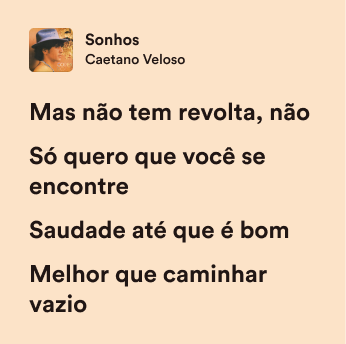 Sonhos
Caetano Veloso
Mas não tem revolta, não
Só quero que você se
encontre
Saudade até que é bom
Melhor que caminhar
vazio